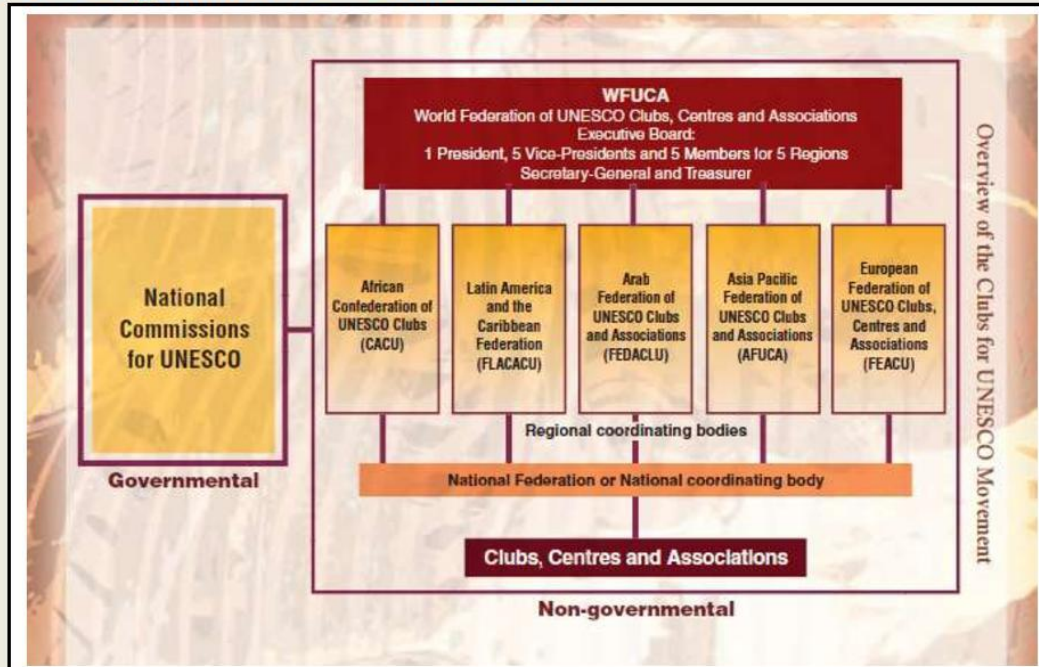 WFUCA
World Federation of UNESCO Clubs, Centres and Associations
Executive Board:
1 President, 5 Vice-Presidents and 5 Members for 5 Regions
Secretary-General and Treasurer
National
Commissions
for UNESCO
Governmental
African
Confederation of
UNESCO Clubs
(CACU)
Latin America
and the
Caribbean
Federation
(FLACACU)
Arab
Federation of
UNESCO Clubs
and Associations
(FEDACLU)
Asia Pacific
Federation of
UNESCO Clubs
and Associations
(AFUCA)
European
Federation of
UNESCO Clubs,
Centres and
Associations
(FEACU)
Regional coordinating bodies
National Federation or National coordinating body
Clubs, Centres and Associations
Non-governmental
Overview of the Clubs for UNESCO Movement